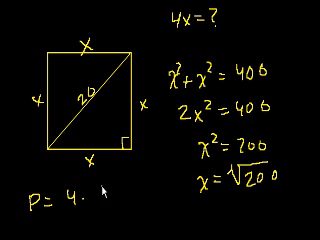 4x = ?
x
x
20
x
x
x² + x² = 400
2x² = 400
x² = 200
x = √200
P = 4 ·